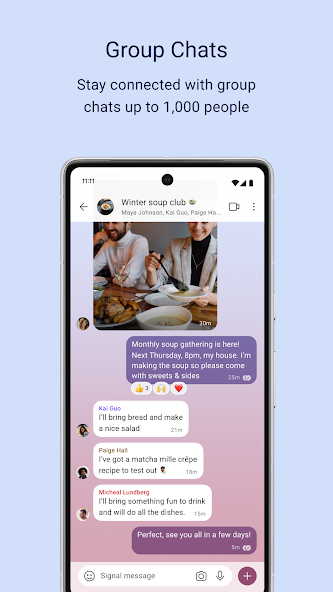 Group Chats
Stay connected with group
chats up to 1,000 people
11:11
Winter soup club 🍲
Maya Johnson, Kai Guo, Paige Ha...
30m
Monthly soup gathering is here!
Next Thursday, 8pm, my house. I'm
making the soup so please come
with sweets & sides
25m
👍 3 🙌 ❤️
Kai Guo
I'll bring bread and make
a nice salad
21m
Paige Hall
I've got a matcha mille crêpe
recipe to test out
18m
Micheal Lundberg
I'll bring something fun to drink
and will do all the dishes.
15m
Perfect, see you all in a few days!
5m
Signal message